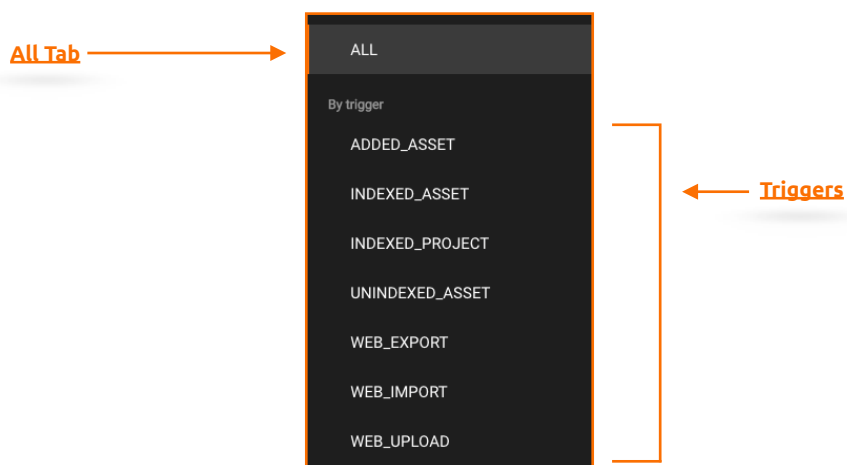 All Tab
ALL
By trigger
ADDED_ASSET
INDEXED_ASSET
INDEXED_PROJECT
Triggers
UNINDEXED_ASSET
WEB_EXPORT
WEB_IMPORT
WEB_UPLOAD